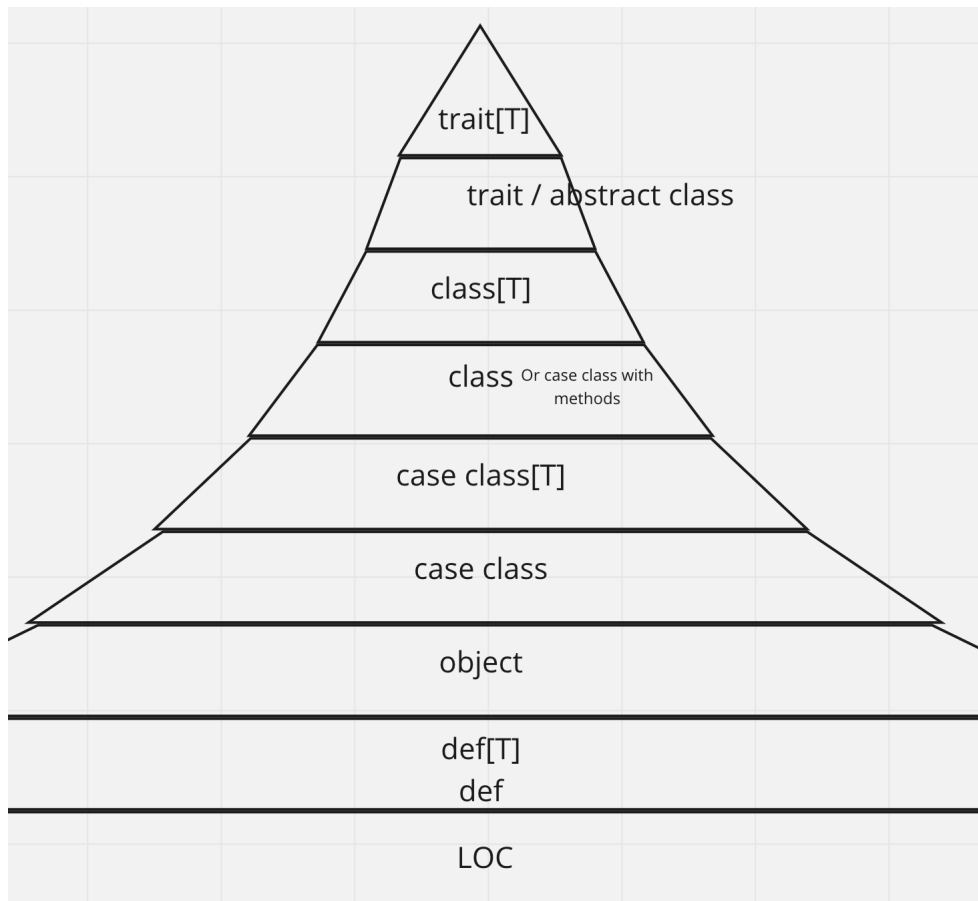 trait[T]
trait / abstract class
class[T]
class Or case class with
methods
case class[T]
case class
object
def[T]
def
LOC